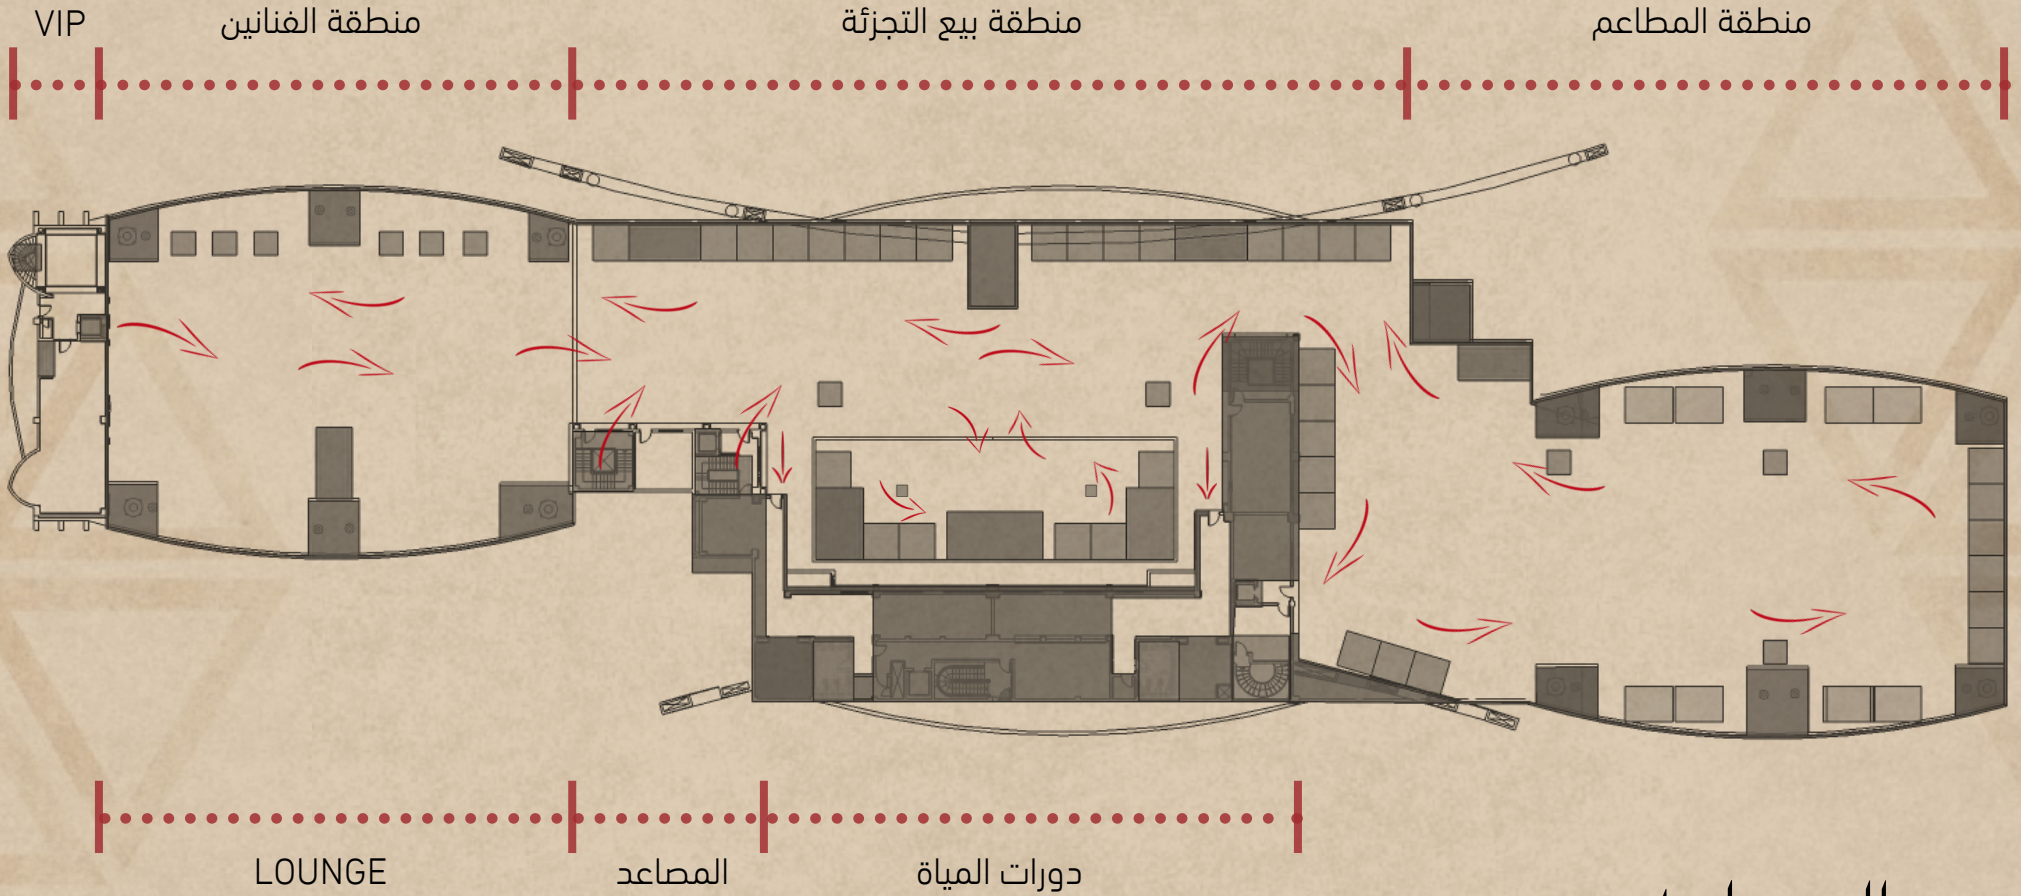 VIP
منطقة الفنانين
منطقة بيع التجزئة
منطقة المطاعم
LOUNGE
المصاعد
دورات المياة